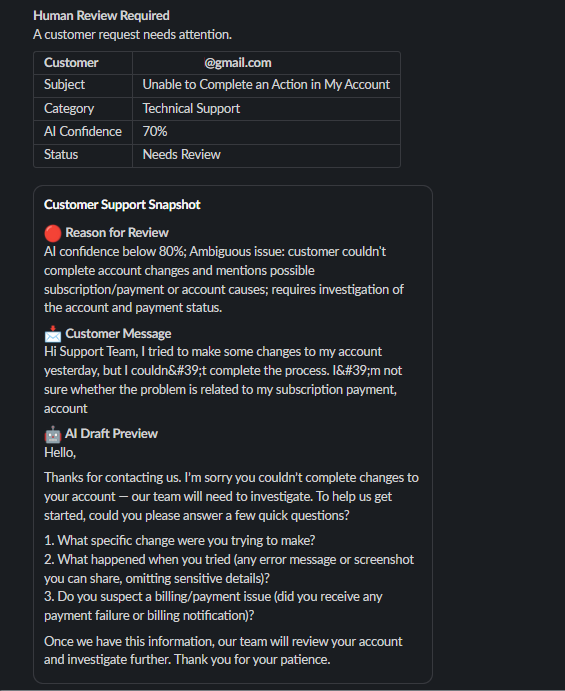 Human Review Required
A customer request needs attention.
Customer @gmail.com
Subject Unable to Complete an Action in My Account
Category Technical Support
AI Confidence 70%
Status Needs Review
Customer Support Snapshot
🔴 Reason for Review
AI confidence below 80%; Ambiguous issue: customer couldn't
complete account changes and mentions possible
subscription/payment or account causes; requires investigation of
the account and payment status.
📩 Customer Message
Hi Support Team, I tried to make some changes to my account
yesterday, but I couldn&#39;t complete the process. I&#39;m not
sure whether the problem is related to my subscription payment,
account
🤖 AI Draft Preview
Hello,
Thanks for contacting us. I'm sorry you couldn't complete changes to
your account — our team will need to investigate. To help us get
started, could you please answer a few quick questions?
1. What specific change were you trying to make?
2. What happened when you tried (any error message or screenshot
you can share, omitting sensitive details)?
3. Do you suspect a billing/payment issue (did you receive any
payment failure or billing notification)?
Once we have this information, our team will review your account
and investigate further. Thank you for your patience.